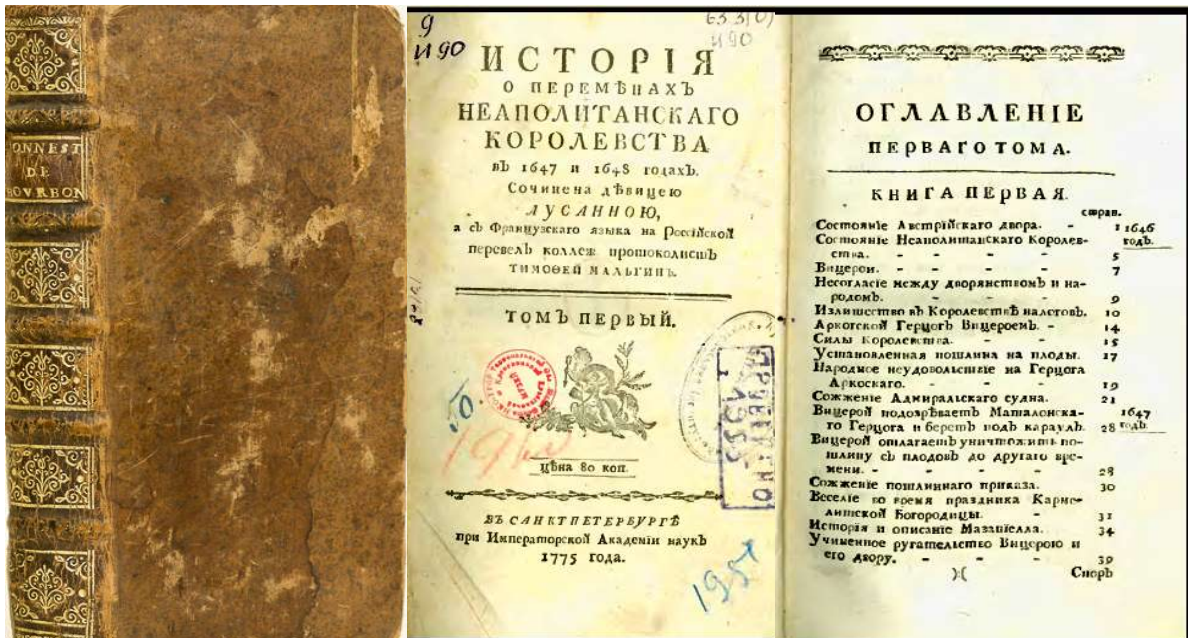 ONNEST
DE
BOVRBON
9
И 90
63.3(0)
И 90
ИСТОРІЯ
О ПЕРЕМѢНАХЪ
НЕАПОЛИТАНСКАГО
КОРОЛЕВСТВА
въ 1647 и 1648 годахъ.
Сочинена дѣвицею
ЛУСАННОЮ,
а съ Французскаго языка на Россійской
перевелъ коллеж протоколистъ
ТИМОѲЕЙ МАЛЬГИНЪ.
ТОМЪ ПЕРВЫЙ.
ПРОВЕРЕНО
цѣна 80 коп.
ВЪ САНКТПЕТЕРБУРГѢ
при Императорской Академіи наукъ
1775 года.
ОГЛАВЛЕНІЕ
ПЕРВАГО ТОМА.
КНИГА ПЕРВАЯ.
стран.
Состояніе Австрійскаго двора. - 1 1646
Состояніе Неаполитанскаго Королев- годъ.
ства. - - - - 5
Вицерои. - - - - - 7
Несогласіе между дворянствомъ и на-
родомъ. - - - 9
Излишество въ Королевствѣ налоговъ. 10
Аркогской Герцогъ Вицероемъ. - 14
Силы Королевства. - - 15
Установленная пошлина на плоды. 17
Народное неудовольствіе на Герцога
Аркоскаго. - - - 19
Сожженіе Адмиральскаго судна. - 21
Вицерой подозрѣваетъ Маталонска- 1647
го Герцога и беретъ подъ караулъ. 28 годъ.
Вицерой отлагаетъ уничтожить по-
шлину съ плодовъ до другаго вре-
мени. - - - - - 28
Сожженіе пошлиннаго приказа. - 30
Веселіе во время праздника Карме-
литской Богородицы. - - 31
Исторія и описаніе Мазаніелла. - 34
Учиненное ругательство Вицерою и
его двору. - - - - 39
)( Споръ